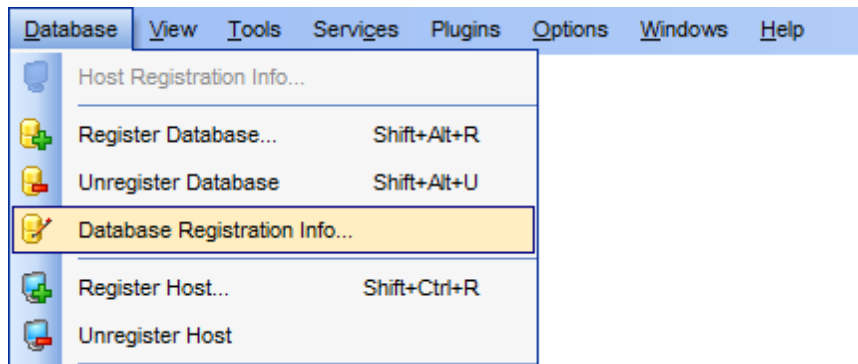 Database View Tools Services Plugins Options Windows Help
Host Registration Info...
Register Database... Shift+Alt+R
Unregister Database Shift+Alt+U
Database Registration Info...
Register Host... Shift+Ctrl+R
Unregister Host